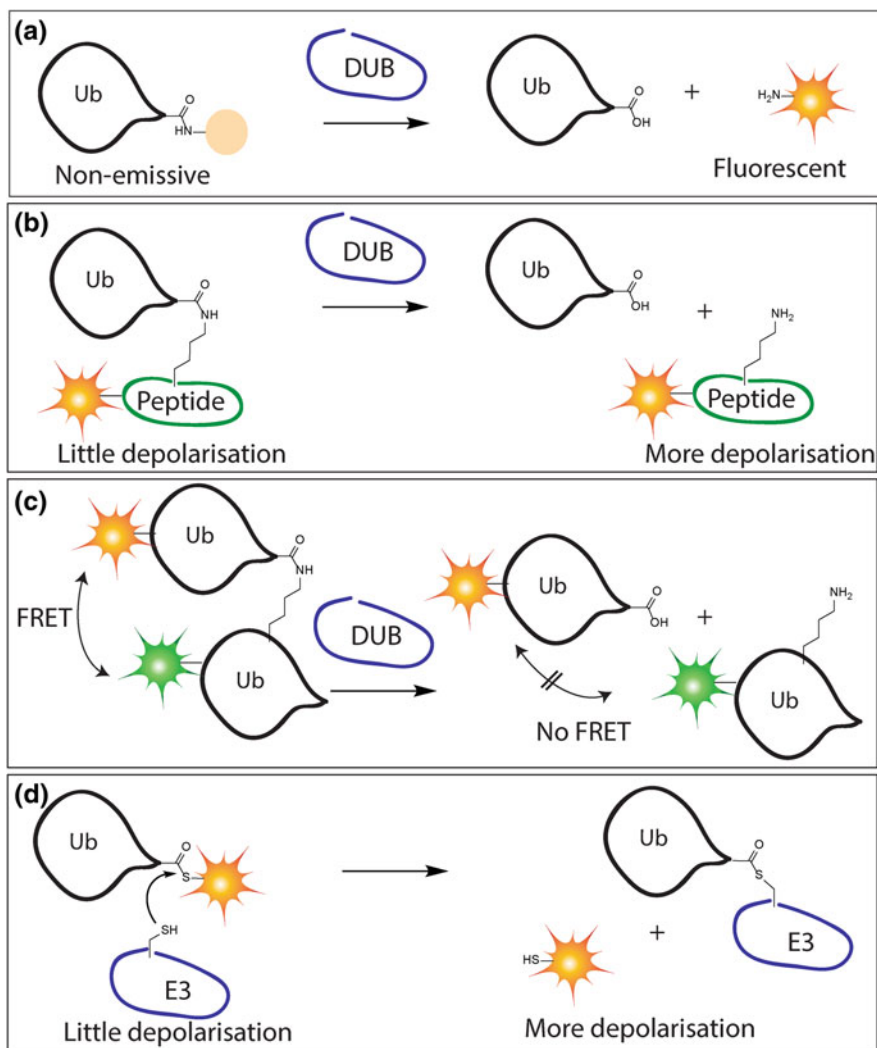 (a)
Ub
O
HN
Non-emissive
DUB
Ub
O
OH
+
H₂N
Fluorescent
(b)
Ub
O
NH
Peptide
Little depolarisation
DUB
Ub
O
OH
+
NH₂
Peptide
More depolarisation
(c)
Ub
O
NH
FRET
Ub
DUB
Ub
O
OH
+
NH₂
Ub
No FRET
(d)
Ub
O
S
SH
E3
Little depolarisation
Ub
O
S
E3
+
HS
More depolarisation